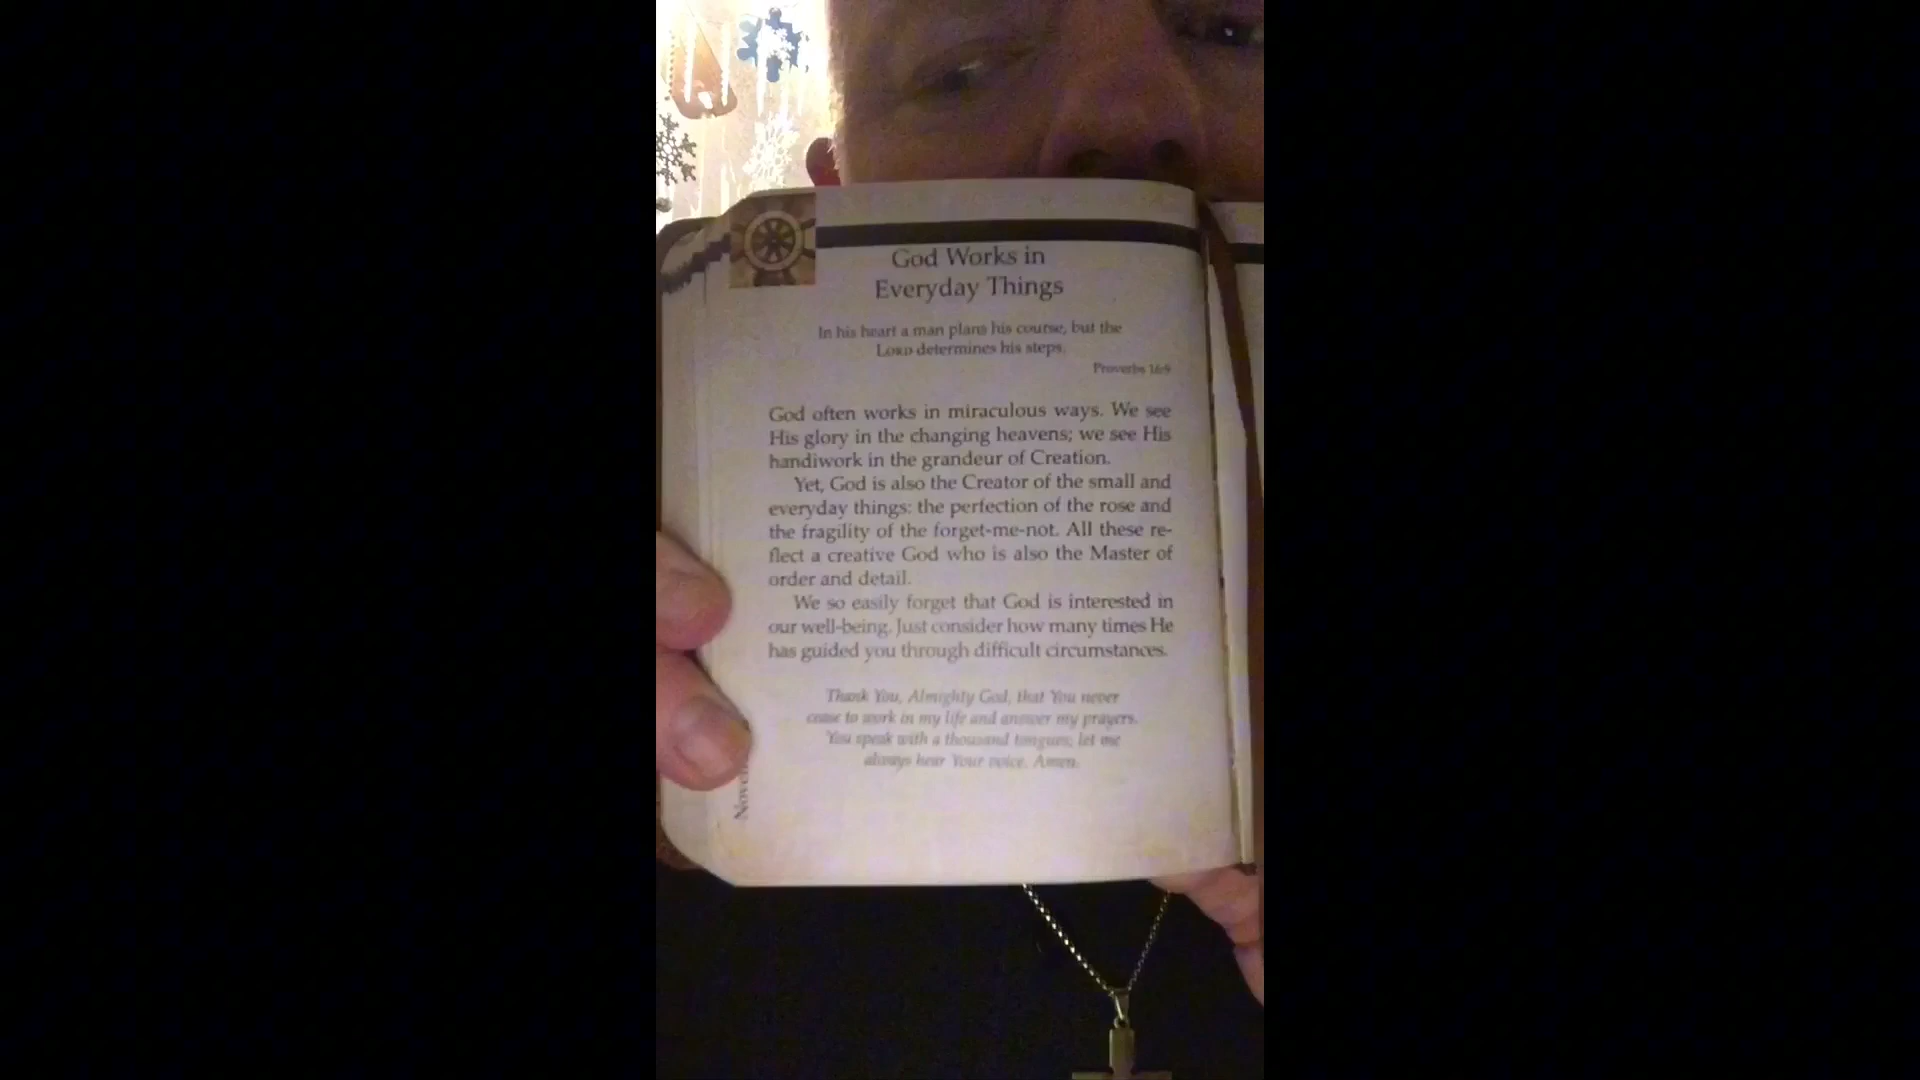 God Works in
Everyday Things
In his heart a man plans his course, but the
LORD determines his steps.
Proverbs 16:9
God often works in miraculous ways. We see
His glory in the changing heavens; we see His
handiwork in the grandeur of Creation.
Yet, God is also the Creator of the small and
everyday things: the perfection of the rose and
the fragility of the forget-me-not. All these re-
flect a creative God who is also the Master of
order and detail.
We so easily forget that God is interested in
our well-being. Just consider how many times He
has guided you through difficult circumstances.
Thank You, Almighty God, that You never
cease to work in my life and answer my prayers.
You speak with a thousand tongues; let me
always hear Your voice. Amen.